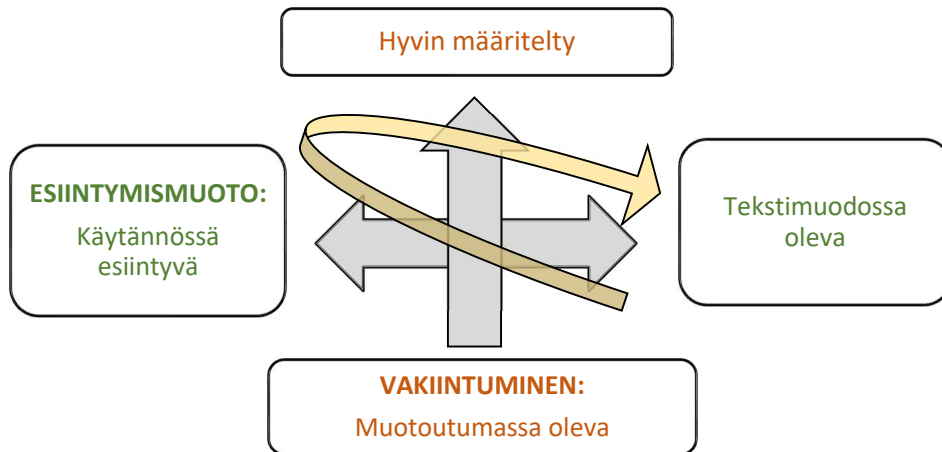 Hyvin määritelty
ESIINTYMISMUOTO:
Käytännössä
esiintyvä
Tekstimuodossa
oleva
VAKIINTUMINEN:
Muotoutumassa oleva